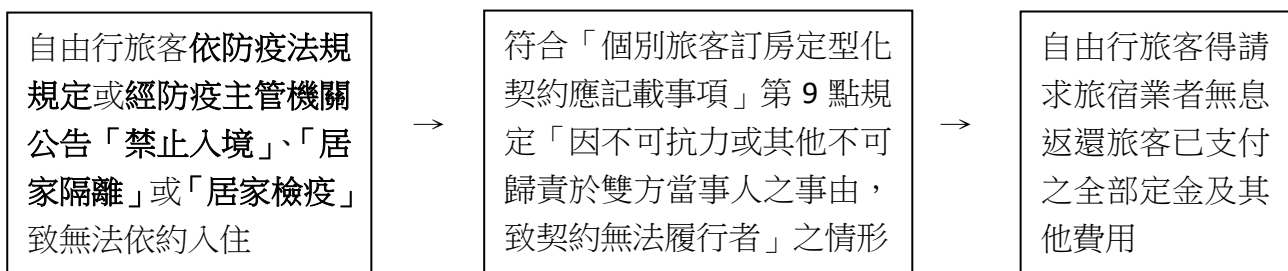 自由行旅客依防疫法規
規定或經防疫主管機關
公告「禁止入境」、「居
家隔離」或「居家檢疫」
致無法依約入住
→
符合「個別旅客訂房定型化
契約應記載事項」第 9 點規
定「因不可抗力或其他不可
歸責於雙方當事人之事由，
致契約無法履行者」之情形
→
自由行旅客得請
求旅宿業者無息
返還旅客已支付
之全部定金及其
他費用